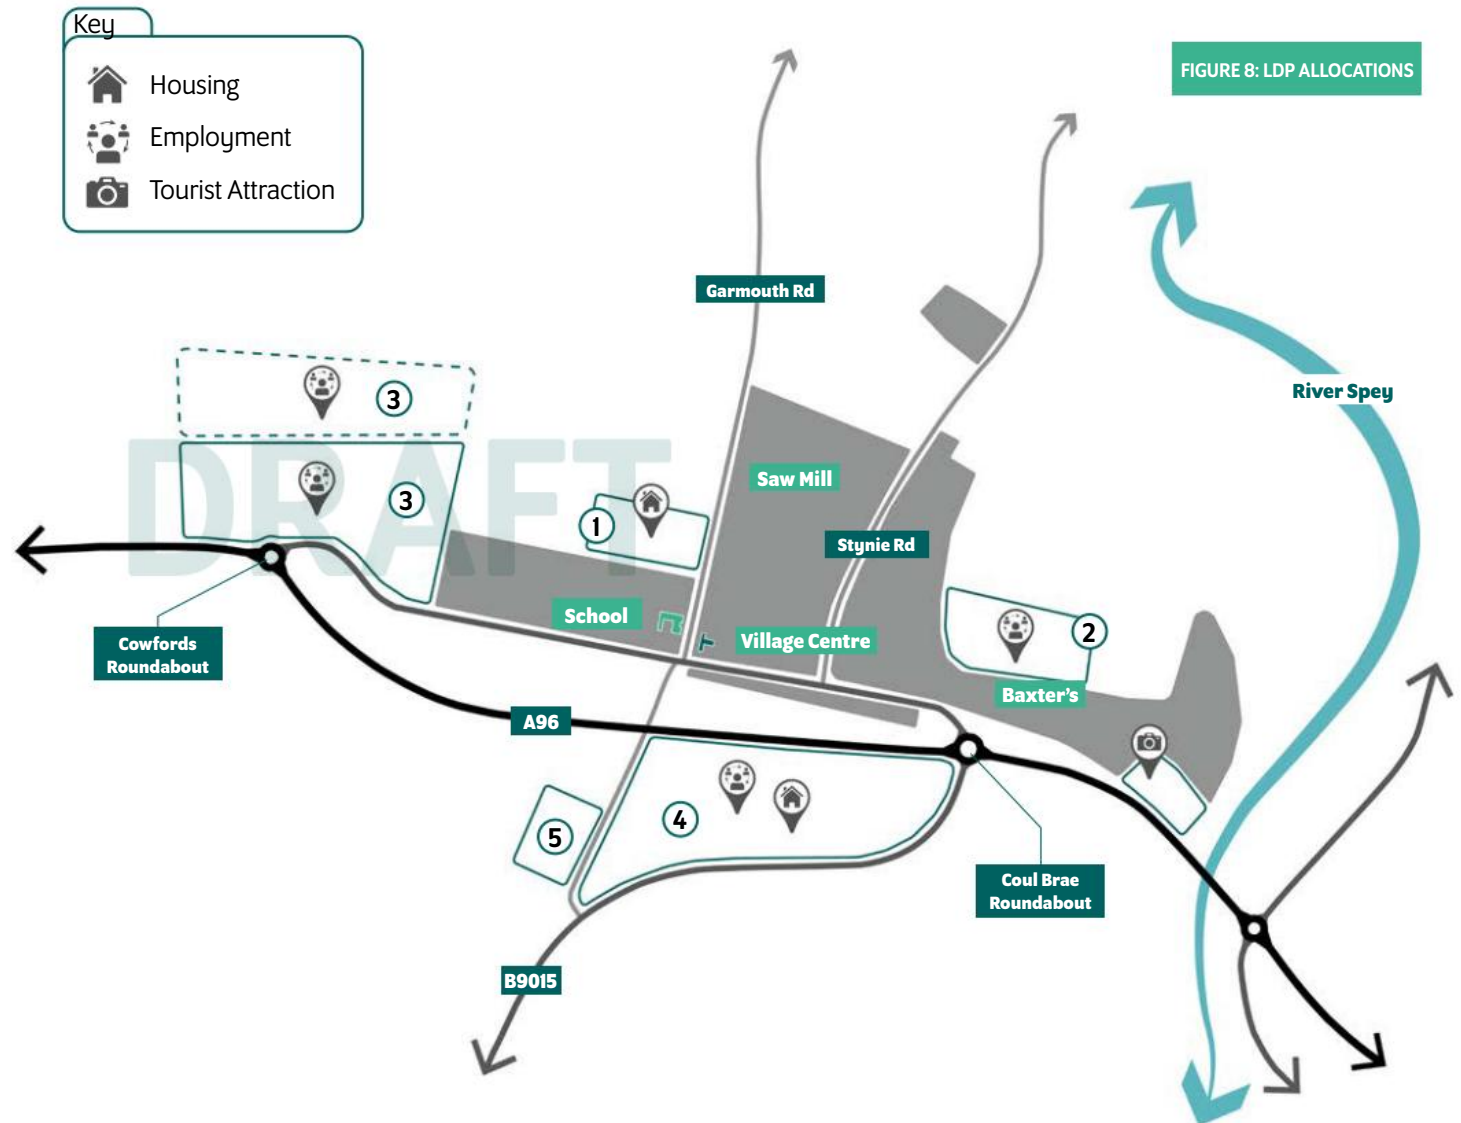 Key
Housing
Employment
Tourist Attraction
FIGURE 8: LDP ALLOCATIONS
Garmouth Rd
River Spey
3
DRAFT
3
Saw Mill
1
Stynie Rd
School
Village Centre
2
Cowfords
Roundabout
Baxter's
A96
4
5
Coul Brae
Roundabout
B9015